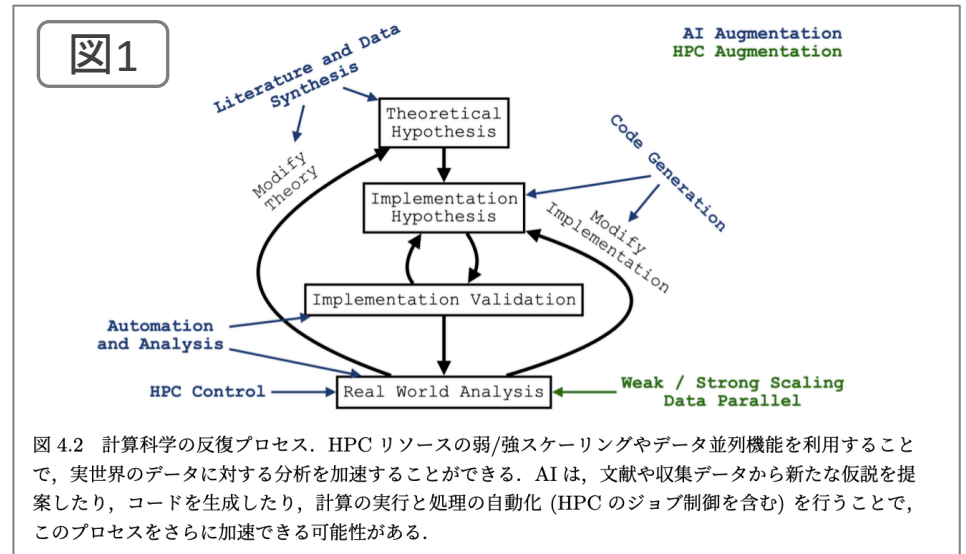 図1
AI Augmentation
HPC Augmentation
Literature and Data
Synthesis
Theoretical
Hypothesis
Modify
Theory
Code Generation
Implementation
Hypothesis
Modify
Implementation
Implementation Validation
Automation
and Analysis
HPC Control
Real World Analysis
Weak / Strong Scaling
Data Parallel
図 4.2 計算科学の反復プロセス．HPC リソースの弱/強スケーリングやデータ並列機能を利用すること
で，実世界のデータに対する分析を加速することができる．AI は，文献や収集データから新たな仮説を提
案したり，コードを生成したり，計算の実行と処理の自動化 (HPC のジョブ制御を含む) を行うことで，
このプロセスをさらに加速できる可能性がある．